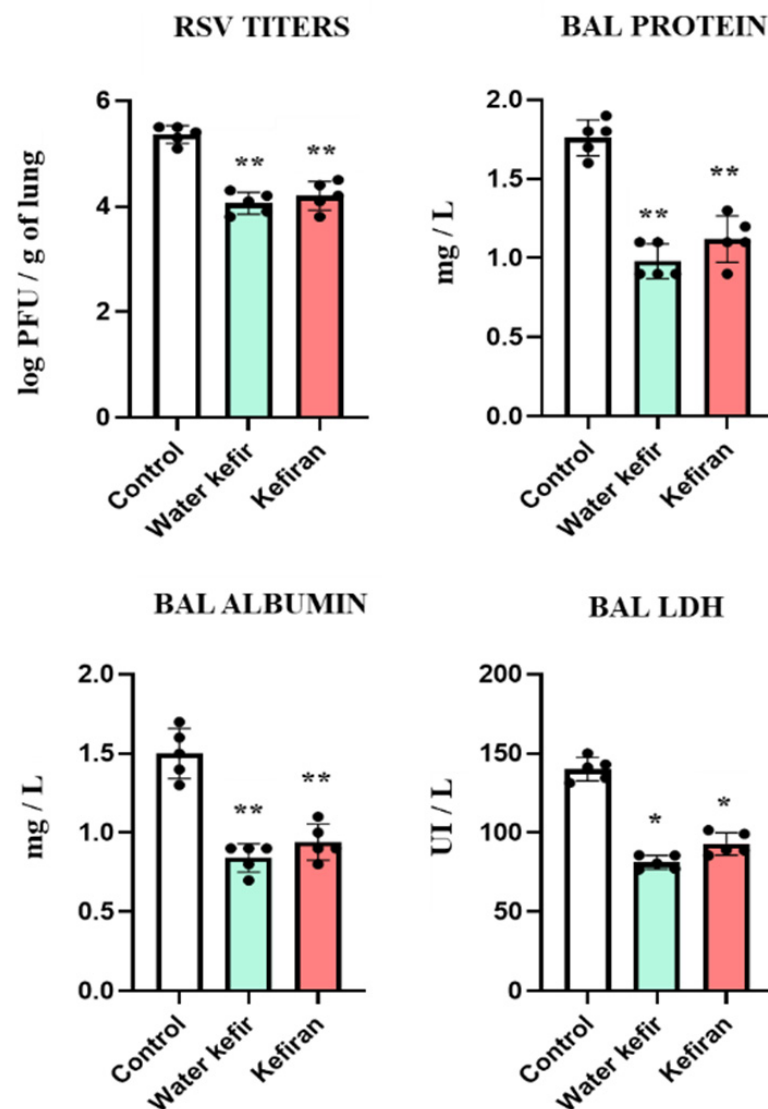 RSV TITERS
log PFU / g of lung
6
4
2
0
**
**
Control
Water kefir
Kefiran
BAL PROTEIN
mg / L
2.0
1.5
1.0
0.5
0.0
**
**
Control
Water kefir
Kefiran
BAL ALBUMIN
mg / L
2.0
1.5
1.0
0.5
0.0
**
**
Control
Water kefir
Kefiran
BAL LDH
UI / L
200
150
100
50
0
*
*
Control
Water kefir
Kefiran